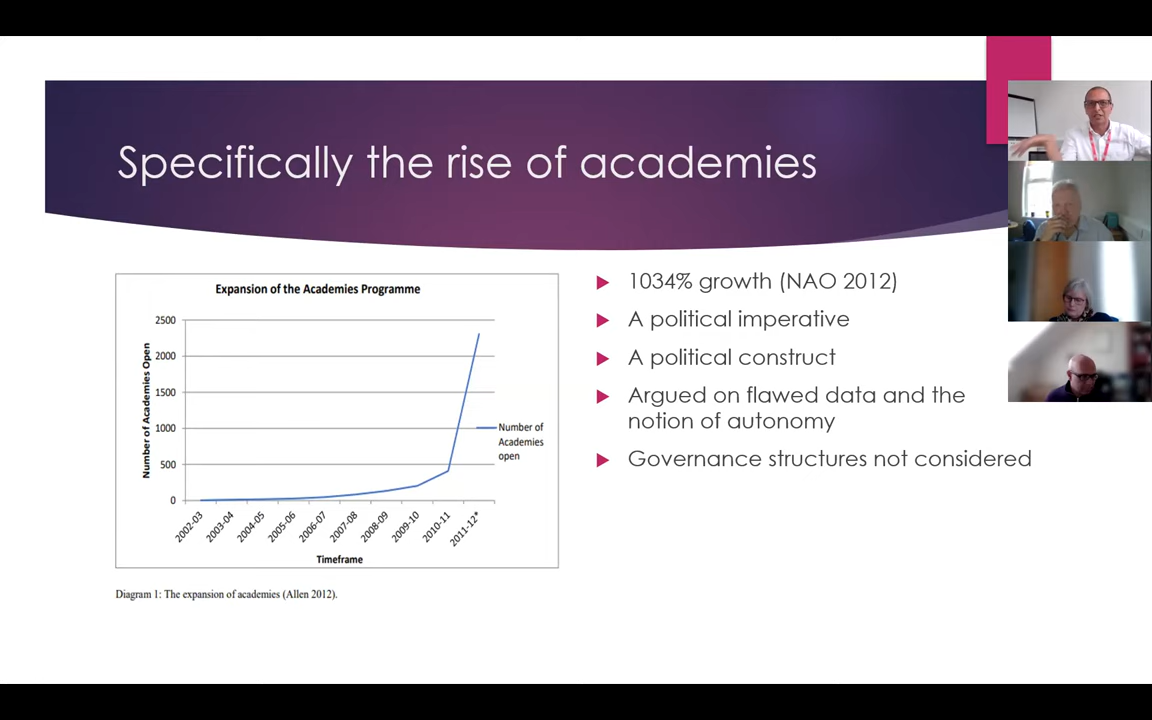 Specifically the rise of academies
Expansion of the Academies Programme
2500
2000
1500
1000
500
0
Number of Academies Open
2002-03
2003-04
2004-05
2005-06
2006-07
2007-08
2008-09
2009-10
2010-11
2011-12*
Timeframe
Number of
Academies
open
Diagram 1: The expansion of academies (Allen 2012).
1034% growth (NAO 2012)
A political imperative
A political construct
Argued on flawed data and the
notion of autonomy
Governance structures not considered